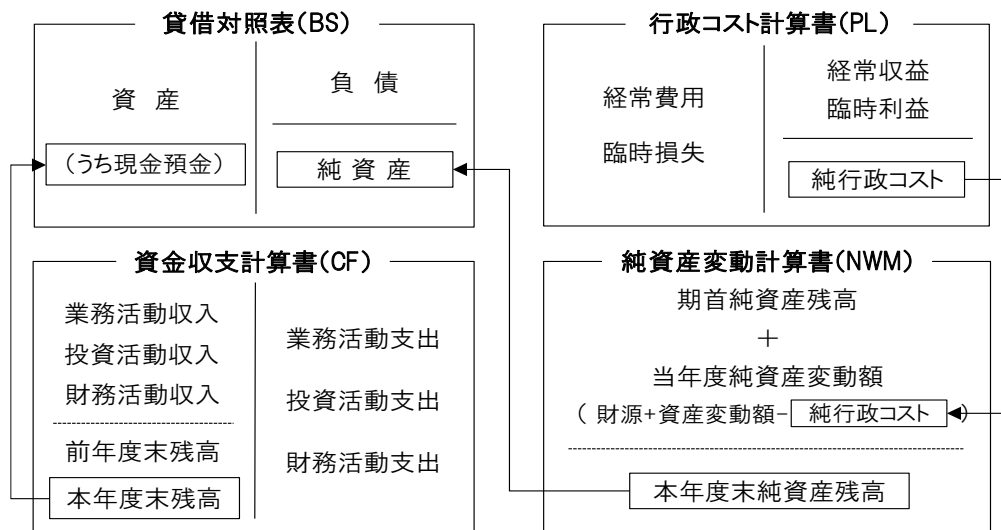 貸借対照表(BS)
資 産
(うち現金預金)
負 債
純 資 産
行政コスト計算書(PL)
経常費用
臨時損失
経常収益
臨時利益
純行政コスト
資金収支計算書(CF)
業務活動収入
投資活動収入
財務活動収入
前年度末残高
本年度末残高
業務活動支出
投資活動支出
財務活動支出
純資産変動計算書(NWM)
期首純資産残高
+
当年度純資産変動額
( 財源+資産変動額-純行政コスト )
本年度末純資産残高